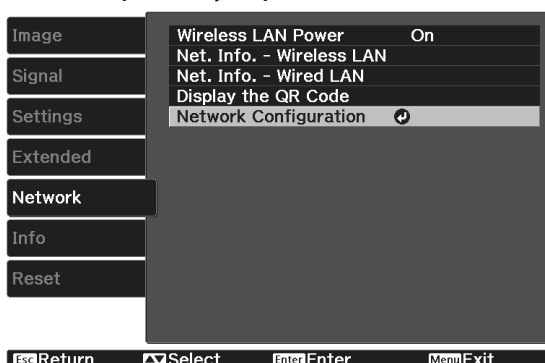 Image
Signal
Settings
Extended
Network
Info
Reset
Wireless LAN Power On
Net. Info. - Wireless LAN
Net. Info. - Wired LAN
Display the QR Code
Network Configuration
Esc Return Select Enter Enter Menu Exit